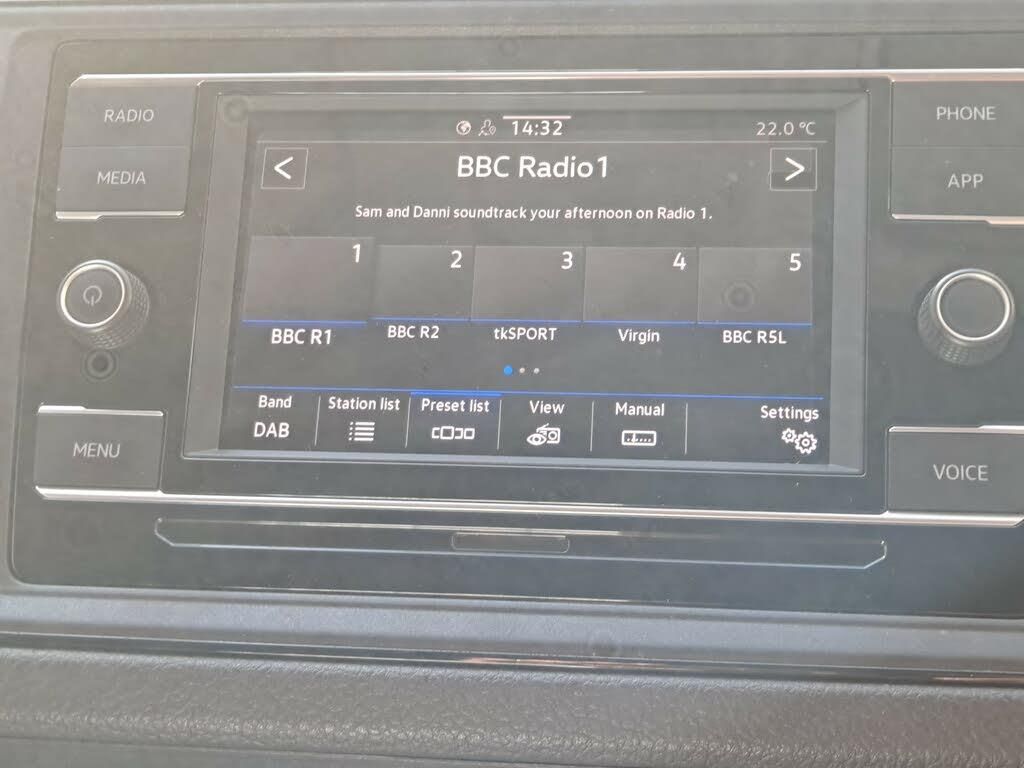 RADIO
MEDIA
MENU
14:32
22.0 °C
<
BBC Radio1
>
Sam and Danni soundtrack your afternoon on Radio 1.
1 2 3 4 5
BBC R1 BBC R2 tkSPORT Virgin BBC R5L
Band Station list Preset list View Manual Settings
DAB
PHONE
APP
VOICE